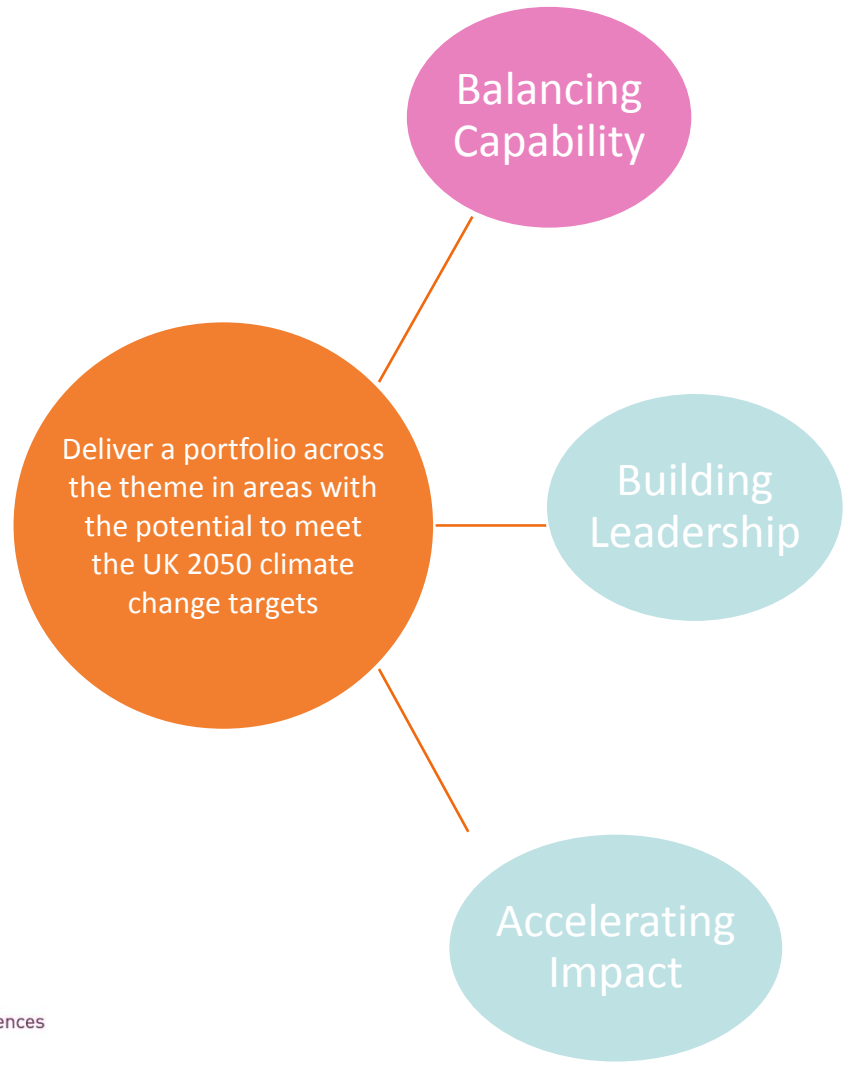 Balancing
Capability
Deliver a portfolio across
the theme in areas with
the potential to meet
the UK 2050 climate
change targets
Building
Leadership
Accelerating
Impact
ences